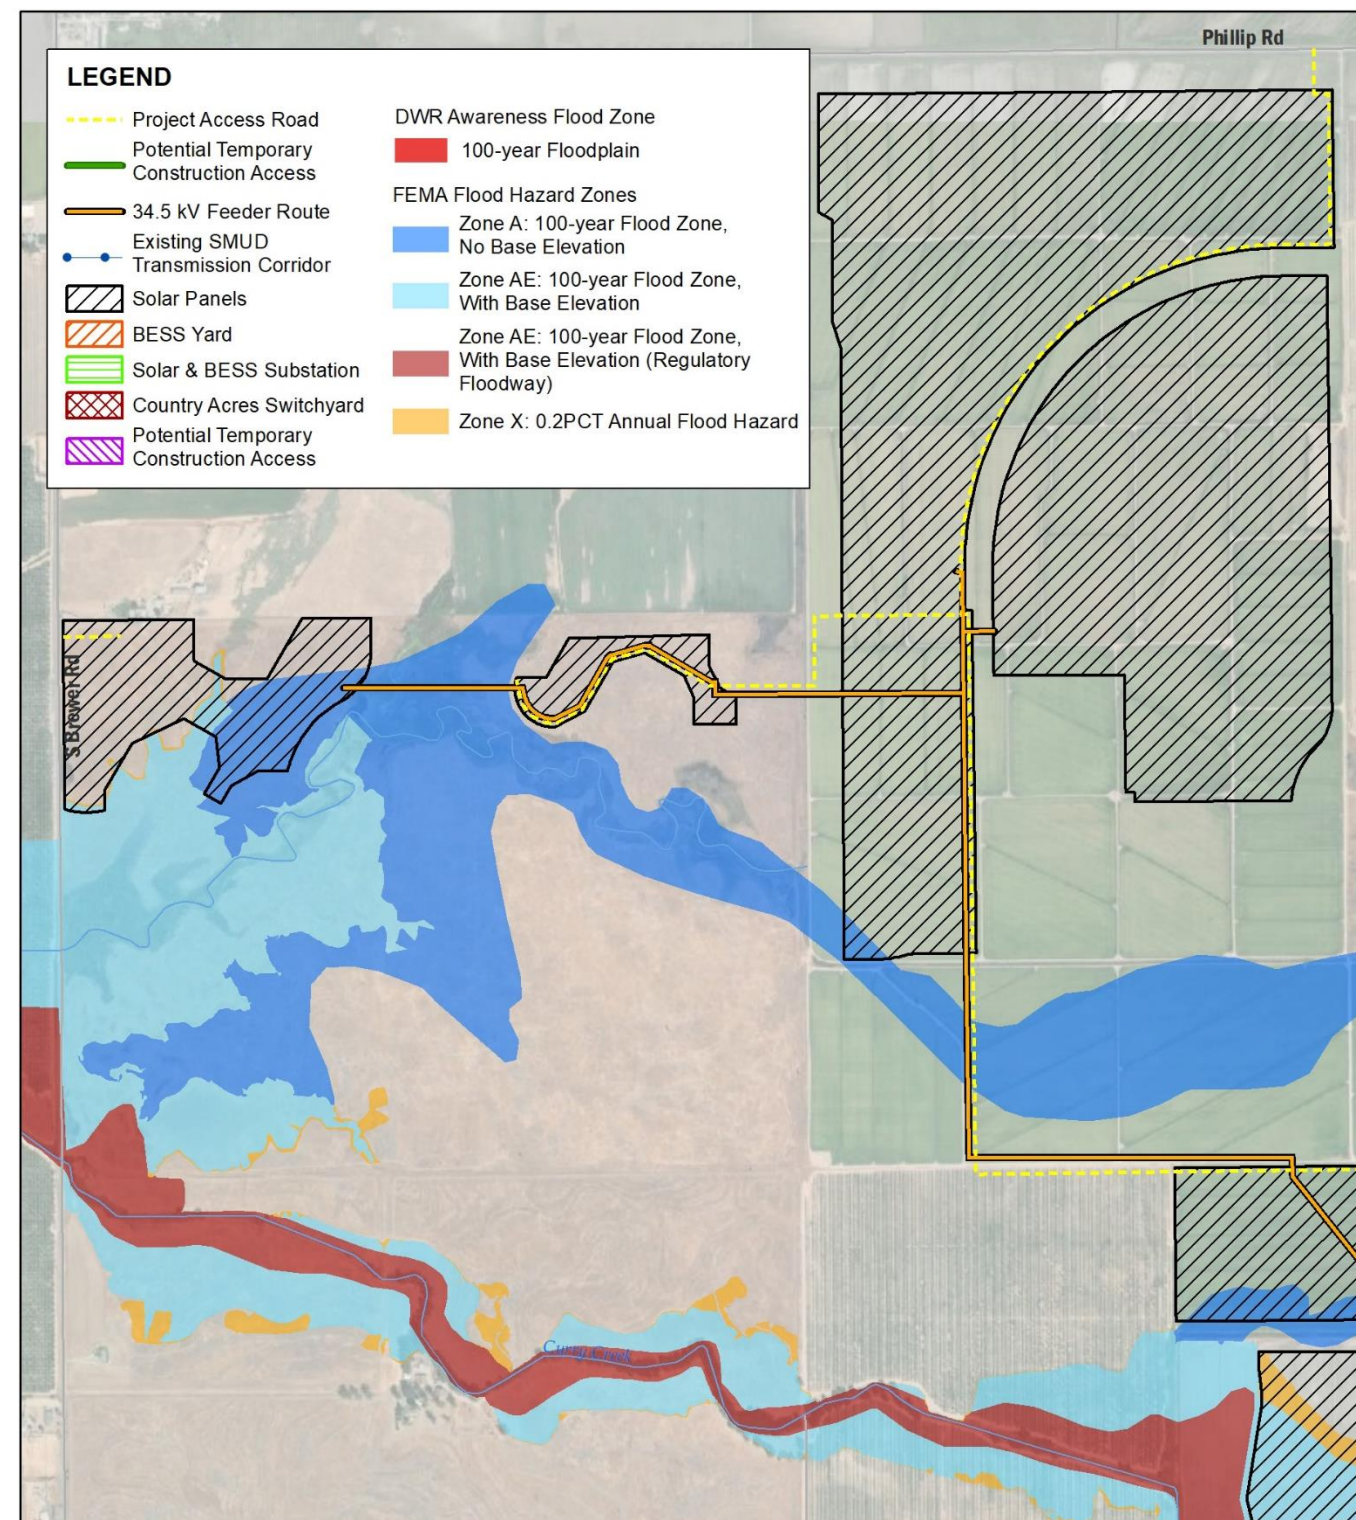 Phillip Rd
LEGEND
Project Access Road
Potential Temporary
Construction Access
34.5 kV Feeder Route
Existing SMUD
Transmission Corridor
Solar Panels
BESS Yard
Solar & BESS Substation
Country Acres Switchyard
Potential Temporary
Construction Access
DWR Awareness Flood Zone
100-year Floodplain
FEMA Flood Hazard Zones
Zone A: 100-year Flood Zone,
No Base Elevation
Zone AE: 100-year Flood Zone,
With Base Elevation
Zone AE: 100-year Flood Zone,
With Base Elevation (Regulatory
Floodway)
Zone X: 0.2PCT Annual Flood Hazard
S Brewer Rd
Curry Creek